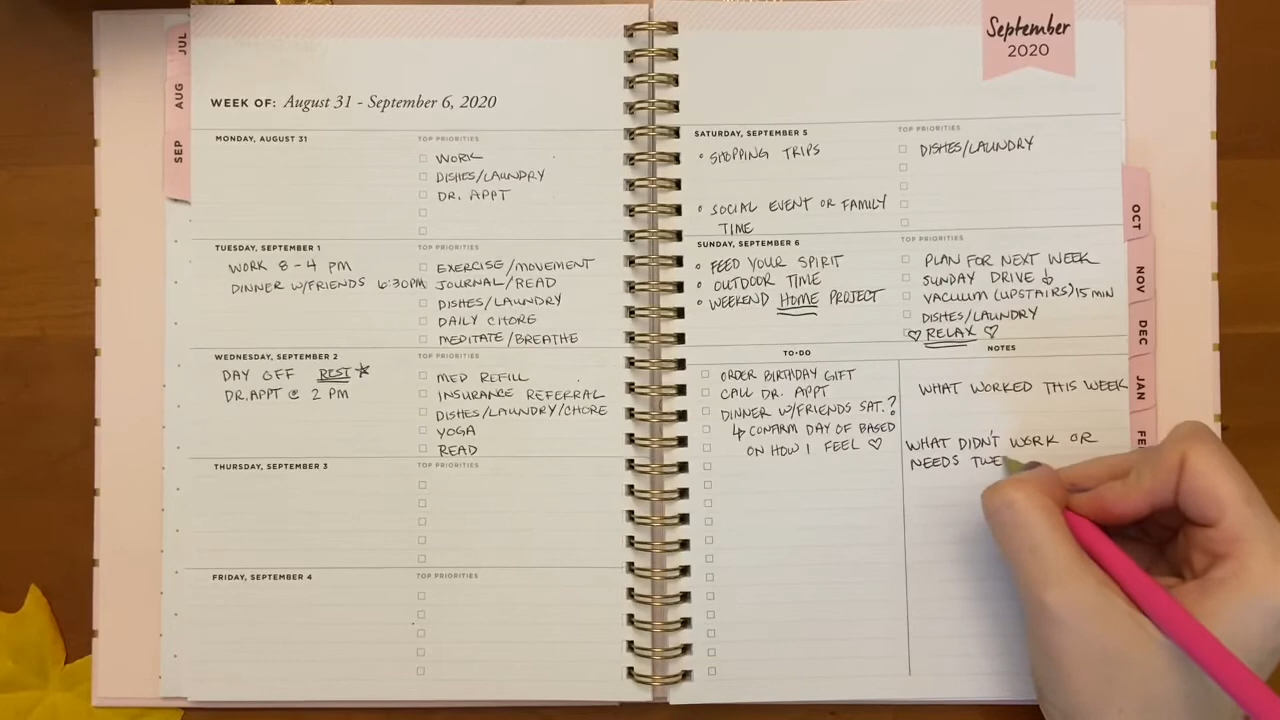 JUL
AUG
SEP
WEEK OF: August 31 - September 6, 2020
MONDAY, AUGUST 31
TOP PRIORITIES
WORK
DISHES/LAUNDRY
DR. APPT
TUESDAY, SEPTEMBER 1
TOP PRIORITIES
WORK 8-4 PM
DINNER W/FRIENDS 6:30PM
EXERCISE/MOVEMENT
JOURNAL/READ
DISHES/LAUNDRY
DAILY CHORE
MEDITATE/BREATHE
WEDNESDAY, SEPTEMBER 2
TOP PRIORITIES
DAY OFF REST
DR. APPT @ 2 PM
MED REFILL
INSURANCE REFERRAL
DISHES/LAUNDRY/CHORE
YOGA
READ
THURSDAY, SEPTEMBER 3
TOP PRIORITIES
FRIDAY, SEPTEMBER 4
TOP PRIORITIES
September
2020
SATURDAY, SEPTEMBER 5
TOP PRIORITIES
SHOPPING TRIPS
SOCIAL EVENT OR FAMILY
TIME
DISHES/LAUNDRY
SUNDAY, SEPTEMBER 6
TOP PRIORITIES
FEED YOUR SPIRIT
OUTDOOR TIME
WEEKEND HOME PROJECT
PLAN FOR NEXT WEEK
SUNDAY DRIVE
VACUUM (UPSTAIRS) 15 MIN
DISHES/LAUNDRY
♡ RELAX ♡
TO-DO
ORDER BIRTHDAY GIFT
CALL DR. APPT
DINNER W/FRIENDS SAT.?
↳ CONFIRM DAY OF BASED
ON HOW I FEEL ♡
NOTES
WHAT WORKED THIS WEEK
WHAT DIDN'T WORK OR
NEEDS TWE
OCT
NOV
DEC
JAN
FE